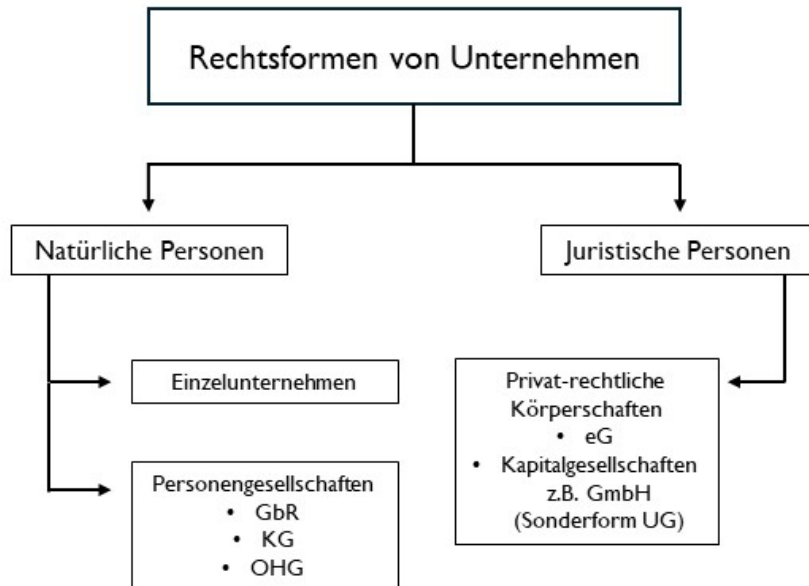 Rechtsformen von Unternehmen
Natürliche Personen
Juristische Personen
Einzelunternehmen
Personengesellschaften
• GbR
• KG
• OHG
Privat-rechtliche
Körperschaften
• eG
• Kapitalgesellschaften
z.B. GmbH
(Sonderform UG)